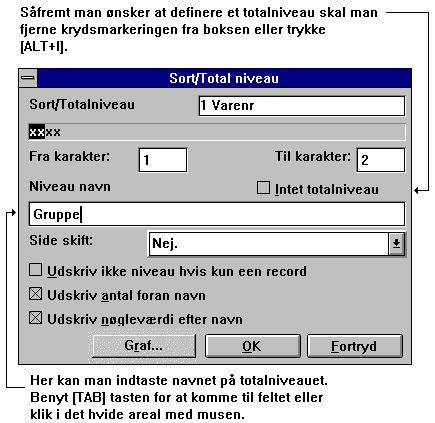 Såfremt man ønsker at definere et totalniveau skal man
fjerne krydsmarkeringen fra boksen eller trykke
[ALT+I].
Sort/Total niveau
Sort/Totalniveau 1 Varenr
xxxx
Fra karakter: 1 Til karakter: 2
Niveau navn Intet totalniveau
Gruppe
Side skift: Nej.
Udskriv ikke niveau hvis kun een record
Udskriv antal foran navn
Udskriv nøgleværdi efter navn
Graf... OK Fortryd
Her kan man indtaste navnet på totalniveauet.
Benyt [TAB] tasten for at komme til feltet eller
klik i det hvide areal med musen.